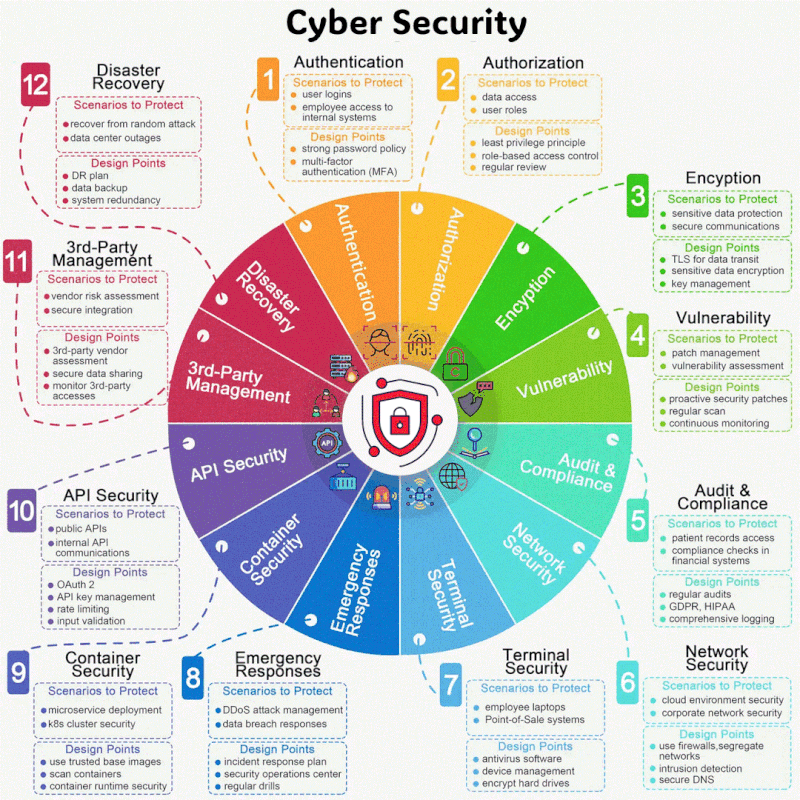 Cyber Security
1
Authentication
Scenarios to Protect
user logins
employee access to
internal systems
Design Points
strong password policy
multi-factor
authentication (MFA)
2
Authorization
Scenarios to Protect
data access
user roles
Design Points
least privilege principle
role-based access control
regular review
3
Encyption
Scenarios to Protect
sensitive data protection
secure communications
Design Points
TLS for data transit
sensitive data encryption
key management
4
Vulnerability
Scenarios to Protect
patch management
vulnerability assessment
Design Points
proactive security patches
regular scan
continuous monitoring
5
Audit &
Compliance
Scenarios to Protect
patient records access
compliance checks in
financial systems
Design Points
regular audits
GDPR, HIPAA
comprehensive logging
6
Network
Security
Scenarios to Protect
cloud environment security
corporate network security
Design Points
use firewalls,segregate
networks
intrusion detection
secure DNS
7
Terminal
Security
Scenarios to Protect
employee laptops
Point-of-Sale systems
Design Points
antivirus software
device management
encrypt hard drives
8
Emergency
Responses
Scenarios to Protect
DDoS attack management
data breach responses
Design Points
incident response plan
security operations center
regular drills
9
Container
Security
Scenarios to Protect
microservice deployment
k8s cluster security
Design Points
use trusted base images
scan containers
container runtime security
10
API Security
Scenarios to Protect
public APIs
internal API
communications
Design Points
OAuth 2
API key management
rate limiting
input validation
11
3rd-Party
Management
Scenarios to Protect
vendor risk assessment
secure integration
Design Points
3rd-party vendor
assessment
secure data sharing
monitor 3rd-party
accesses
12
Disaster
Recovery
Scenarios to Protect
recover from random attack
data center outages
Design Points
DR plan
data backup
system redundancy
Authentication
Authorization
Encyption
Vulnerability
Audit &
Compliance
Network
Security
Terminal
Security
Emergency
Responses
Container
Security
API Security
3rd-Party
Management
Disaster
Recovery
API